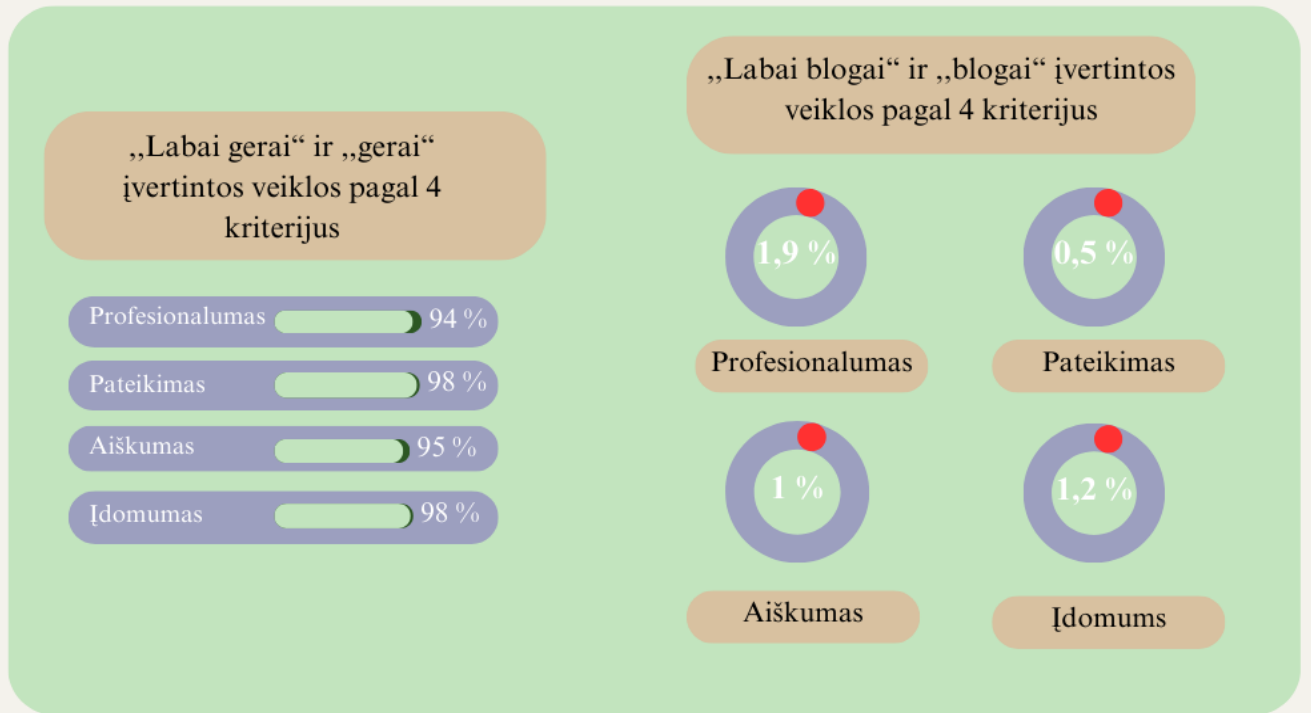 ,,Labai gerai“ ir ,,gerai“
įvertintos veiklos pagal 4
kriterijus
Profesionalumas 94 %
Pateikimas 98 %
Aiškumas 95 %
Įdomumas 98 %
,,Labai blogai“ ir ,,blogai“ įvertintos
veiklos pagal 4 kriterijus
1,9 %
0,5 %
Profesionalumas
Pateikimas
1 %
1,2 %
Aiškumas
Įdomums